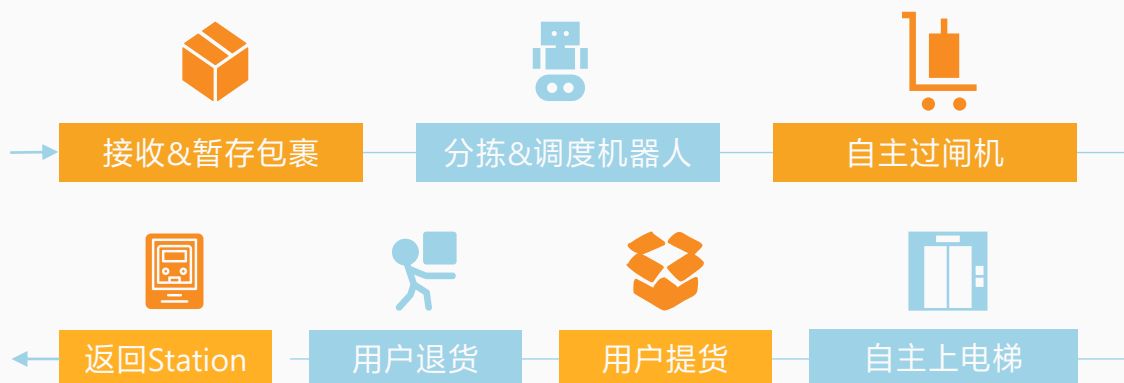 接收&暂存包裹
分拣&调度机器人
自主过闸机
返回Station
用户退货
用户提货
自主上电梯